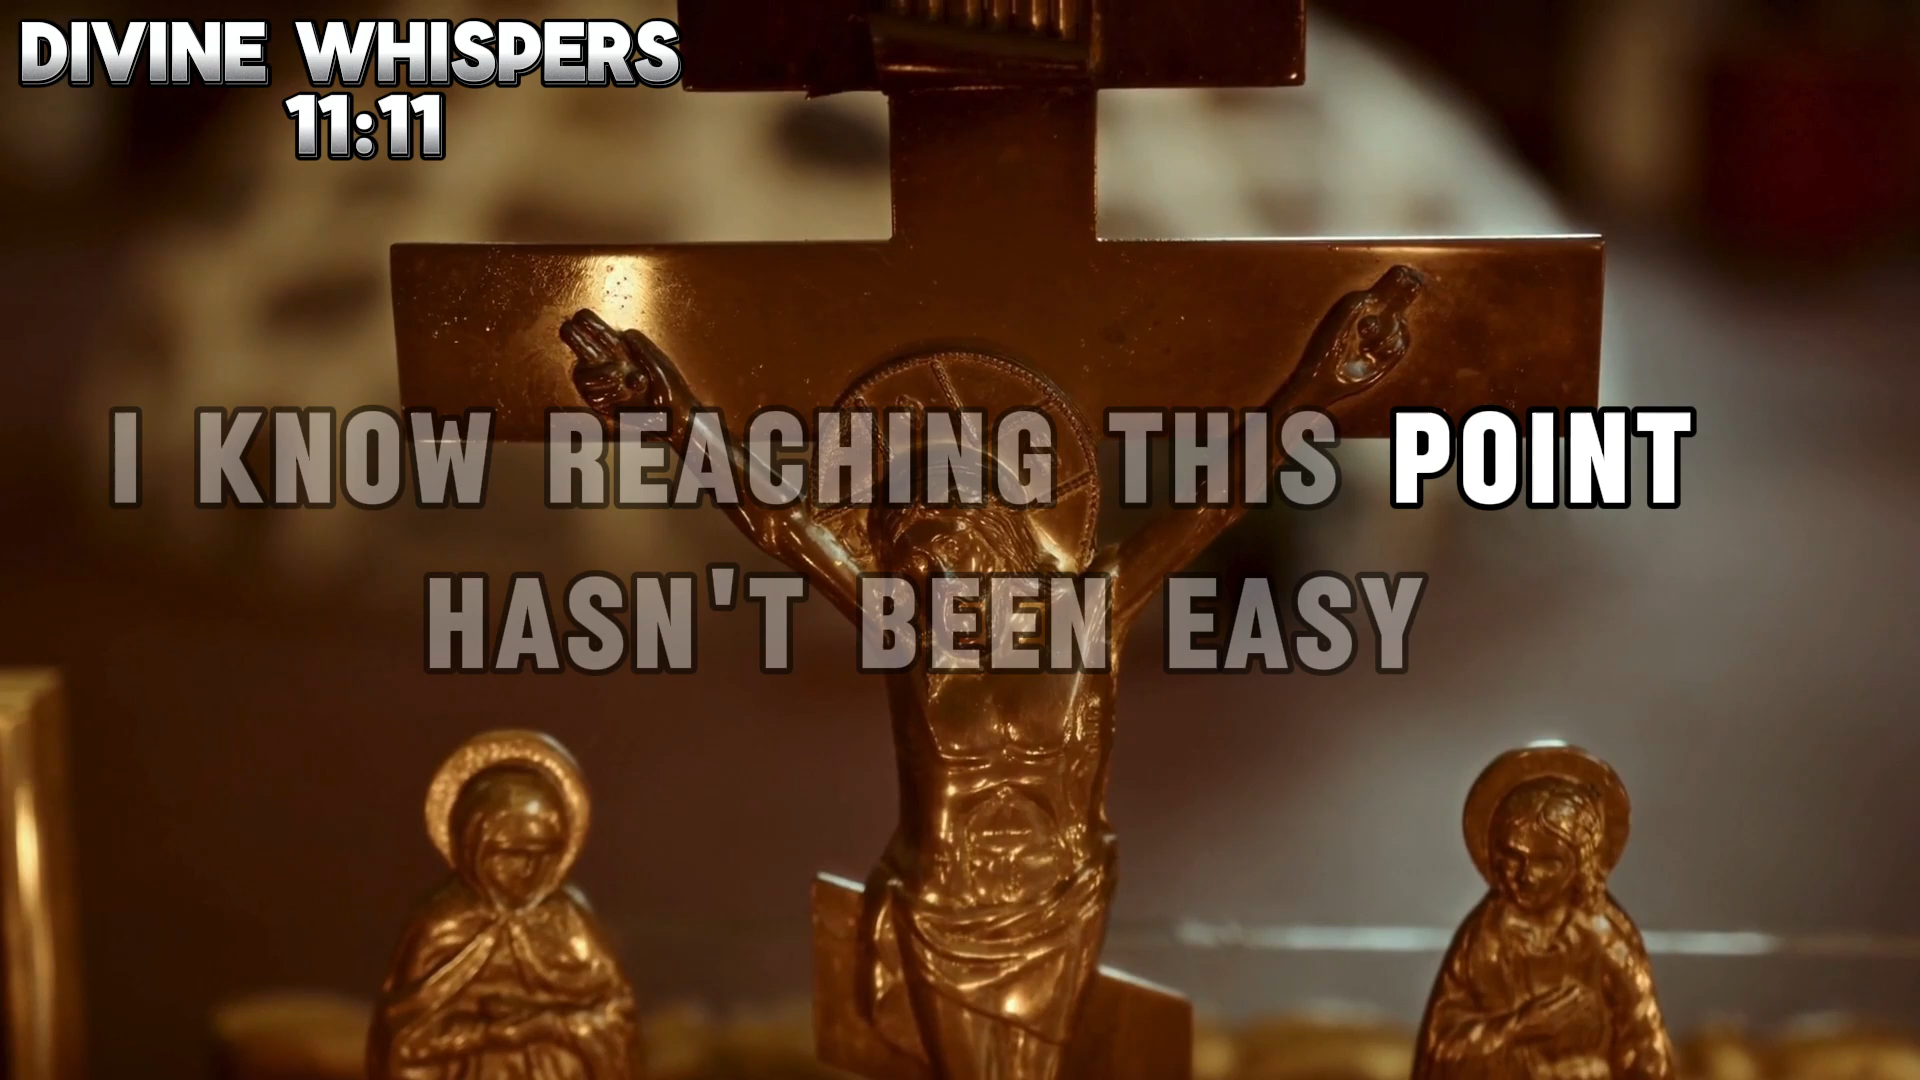 DIVINE WHISPERS
11:11
I KNOW REACHING THIS POINT
HASN'T BEEN EASY